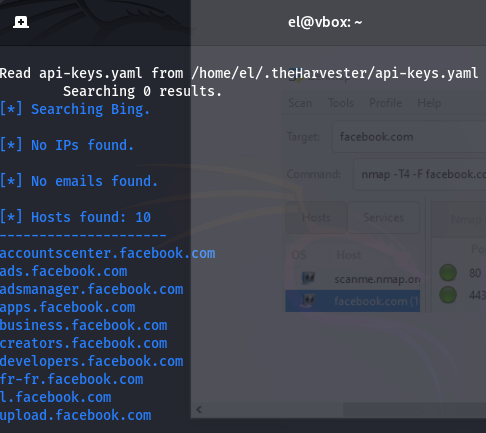 el@vbox: ~
Read api-keys.yaml from /home/el/.theHarvester/api-keys.yaml
Searching 0 results.
[*] Searching Bing.
[*] No IPs found.
[*] No emails found.
[*] Hosts found: 10
---------------------
accountscenter.facebook.com
ads.facebook.com
adsmanager.facebook.com
apps.facebook.com
business.facebook.com
creators.facebook.com
developers.facebook.com
fr-fr.facebook.com
l.facebook.com
upload.facebook.com
Scan Tools Profile Help
Target: facebook.com
Command: nmap -T4 -F facebook.co
Hosts Services Nmap
OS Host
scanme.nmap.or
facebook.com (1
80
443